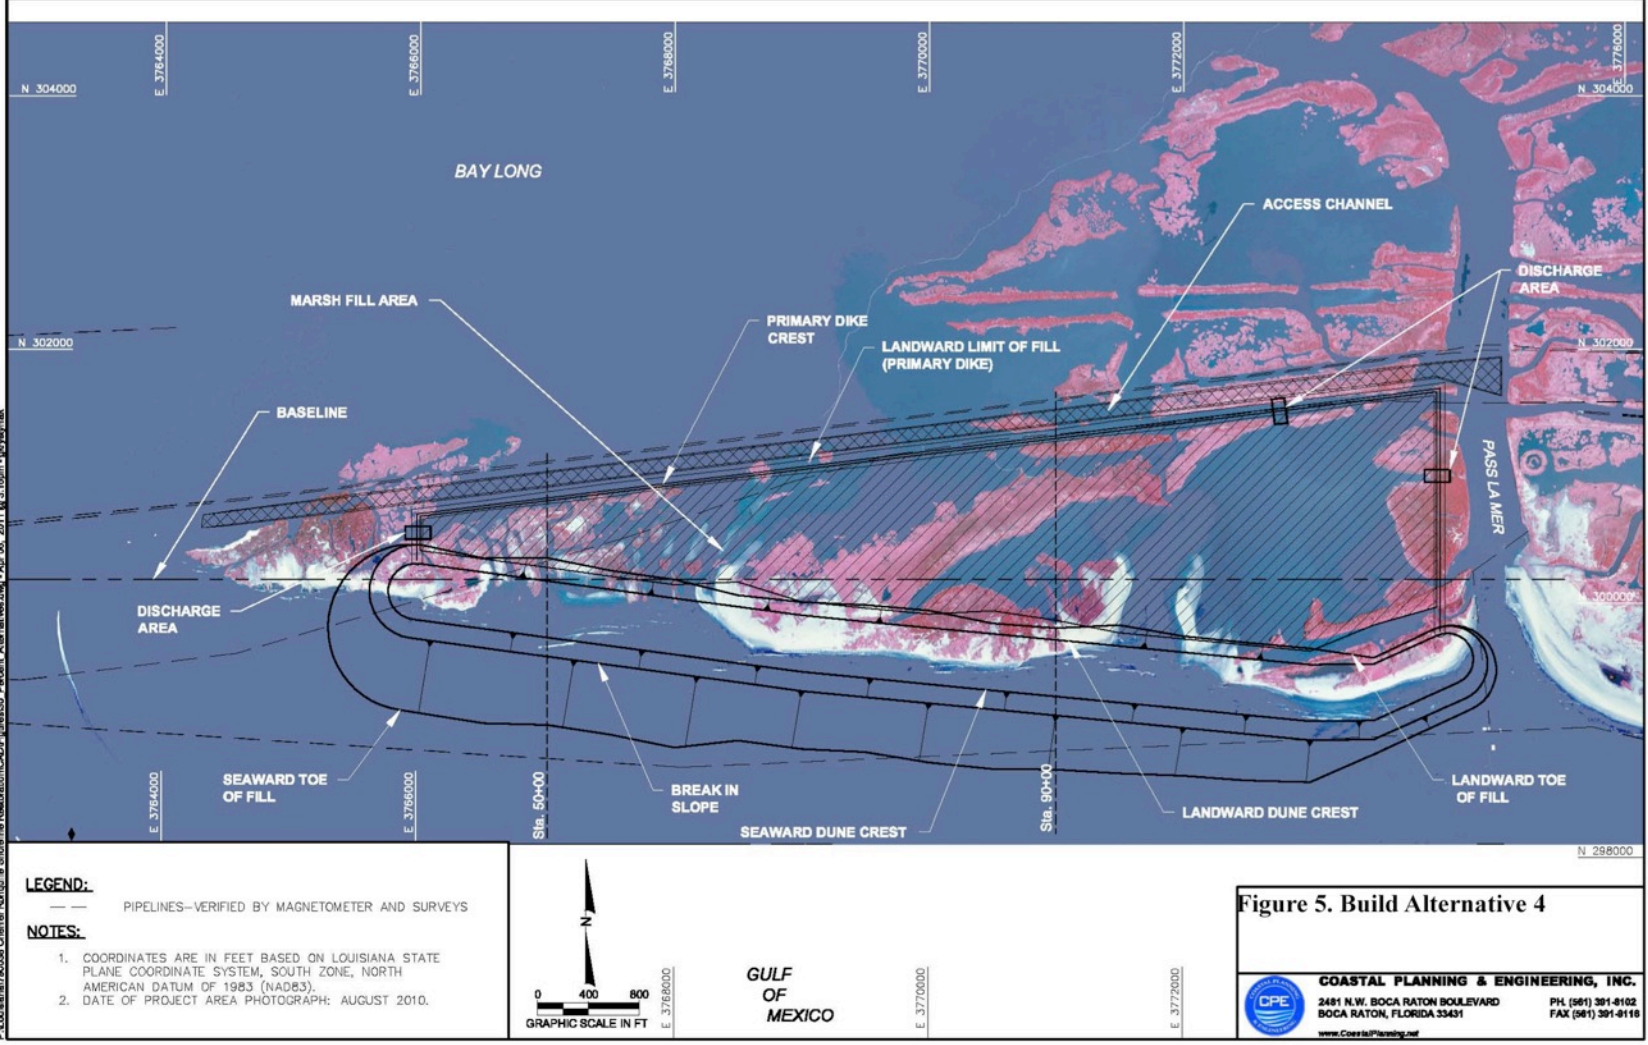 E 3764000
E 3766000
E 3768000
E 3770000
E 3772000
E 3776000
N 304000
N 304000
BAY LONG
ACCESS CHANNEL
DISCHARGE
AREA
MARSH FILL AREA
PRIMARY DIKE
CREST
LANDWARD LIMIT OF FILL
(PRIMARY DIKE)
N 302000
N 302000
BASELINE
PASS LA MER
DISCHARGE
AREA
N 300000
SEAWARD TOE
OF FILL
BREAK IN
SLOPE
SEAWARD DUNE CREST
LANDWARD DUNE CREST
LANDWARD TOE
OF FILL
E 3764000
E 3766000
Sta. 50+00
Sta. 90+00
N 298000
LEGEND:
PIPELINES-VERIFIED BY MAGNETOMETER AND SURVEYS
NOTES:
1. COORDINATES ARE IN FEET BASED ON LOUISIANA STATE
PLANE COORDINATE SYSTEM, SOUTH ZONE, NORTH
AMERICAN DATUM OF 1983 (NAD83).
2. DATE OF PROJECT AREA PHOTOGRAPH: AUGUST 2010.
N
0 400 800
GRAPHIC SCALE IN FT
E 3768000
GULF
OF
MEXICO
E 3770000
E 3772000
Figure 5. Build Alternative 4
CPE
COASTAL PLANNING & ENGINEERING, INC.
2481 N.W. BOCA RATON BOULEVARD
BOCA RATON, FLORIDA 33431
PH. (561) 391-8102
FAX (561) 391-9116
www.CoastalPlanning.net